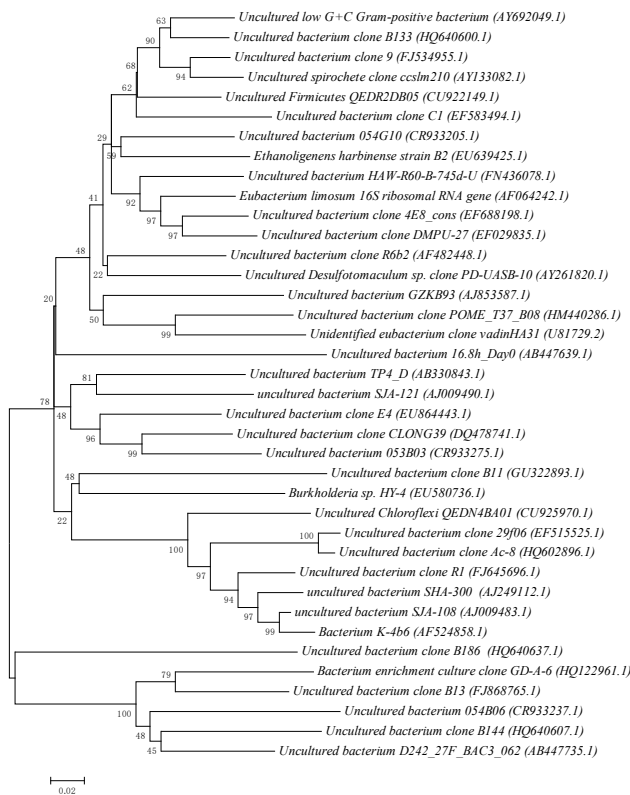 63
Uncultured low G+C Gram-positive bacterium (AY692049.1)
90
Uncultured bacterium clone B133 (HQ640600.1)
Uncultured bacterium clone 9 (FJ534955.1)
68
94
Uncultured spirochete clone ccslm210 (AY133082.1)
62
Uncultured Firmicutes QEDR2DB05 (CU922149.1)
Uncultured bacterium clone C1 (EF583494.1)
29
Uncultured bacterium 054G10 (CR933205.1)
59
Ethanoligenens harbinense strain B2 (EU639425.1)
Uncultured bacterium HAW-R60-B-745d-U (FN436078.1)
41
92
Eubacterium limosum 16S ribosomal RNA gene (AF064242.1)
97
Uncultured bacterium clone 4E8_cons (EF688198.1)
97
Uncultured bacterium clone DMPU-27 (EF029835.1)
48
Uncultured bacterium clone R6b2 (AF482448.1)
22
Uncultured Desulfotomaculum sp. clone PD-UASB-10 (AY261820.1)
20
Uncultured bacterium GZKB93 (AJ853587.1)
50
Uncultured bacterium clone POME_T37_B08 (HM440286.1)
99
Unidentified eubacterium clone vadinHA31 (U81729.2)
Uncultured bacterium 16.8h_Day0 (AB447639.1)
81
Uncultured bacterium TP4_D (AB330843.1)
78
uncultured bacterium SJA-121 (AJ009490.1)
48
Uncultured bacterium clone E4 (EU864443.1)
96
Uncultured bacterium clone CLONG39 (DQ478741.1)
99
Uncultured bacterium 053B03 (CR933275.1)
48
Uncultured bacterium clone B11 (GU322893.1)
Burkholderia sp. HY-4 (EU580736.1)
22
Uncultured Chloroflexi QEDN4BA01 (CU925970.1)
100
Uncultured bacterium clone 29f06 (EF515525.1)
100
Uncultured bacterium clone Ac-8 (HQ602896.1)
97
Uncultured bacterium clone R1 (FJ645696.1)
94
uncultured bacterium SHA-300 (AJ249112.1)
97
uncultured bacterium SJA-108 (AJ009483.1)
99
Bacterium K-4b6 (AF524858.1)
Uncultured bacterium clone B186 (HQ640637.1)
79
Bacterium enrichment culture clone GD-A-6 (HQ122961.1)
Uncultured bacterium clone B13 (FJ868765.1)
100
Uncultured bacterium 054B06 (CR933237.1)
48
Uncultured bacterium clone B144 (HQ640607.1)
45
Uncultured bacterium D242_27F_BAC3_062 (AB447735.1)
0.02